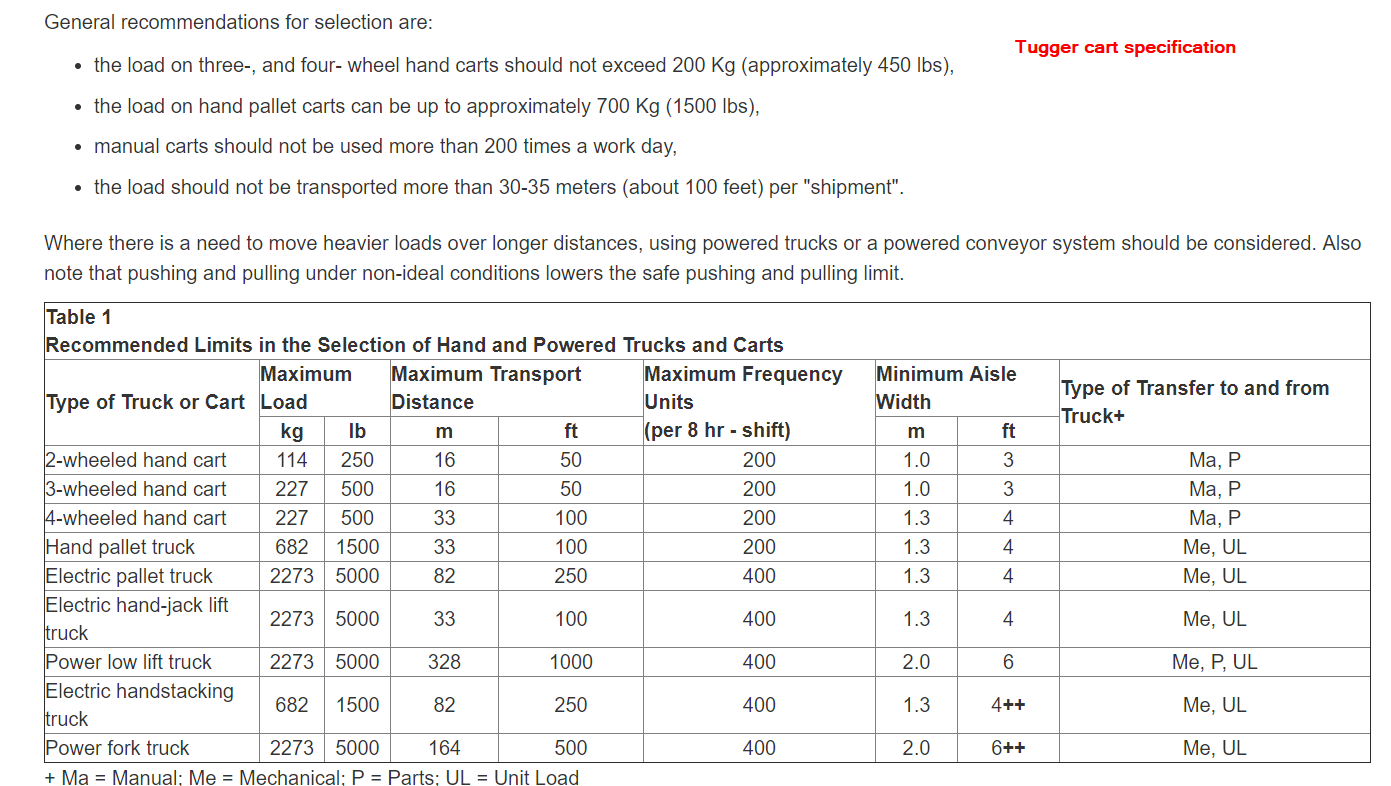 General recommendations for selection are:
Tugger cart specification
• the load on three-, and four- wheel hand carts should not exceed 200 Kg (approximately 450 lbs),
• the load on hand pallet carts can be up to approximately 700 Kg (1500 lbs),
• manual carts should not be used more than 200 times a work day,
• the load should not be transported more than 30-35 meters (about 100 feet) per "shipment".
Where there is a need to move heavier loads over longer distances, using powered trucks or a powered conveyor system should be considered. Also
note that pushing and pulling under non-ideal conditions lowers the safe pushing and pulling limit.
Table 1
Recommended Limits in the Selection of Hand and Powered Trucks and Carts
Type of Truck or Cart Maximum Load Maximum Transport Distance Maximum Frequency Units (per 8 hr - shift) Minimum Aisle Width Type of Transfer to and from Truck+
kg lb m ft m ft
2-wheeled hand cart 114 250 16 50 200 1.0 3 Ma, P
3-wheeled hand cart 227 500 16 50 200 1.0 3 Ma, P
4-wheeled hand cart 227 500 33 100 200 1.3 4 Ma, P
Hand pallet truck 682 1500 33 100 200 1.3 4 Me, UL
Electric pallet truck 2273 5000 82 250 400 1.3 4 Me, UL
Electric hand-jack lift truck 2273 5000 33 100 400 1.3 4 Me, UL
Power low lift truck 2273 5000 328 1000 400 2.0 6 Me, P, UL
Electric handstacking truck 682 1500 82 250 400 1.3 4++ Me, UL
Power fork truck 2273 5000 164 500 400 2.0 6++ Me, UL
+ Ma = Manual; Me = Mechanical; P = Parts; UL = Unit Load